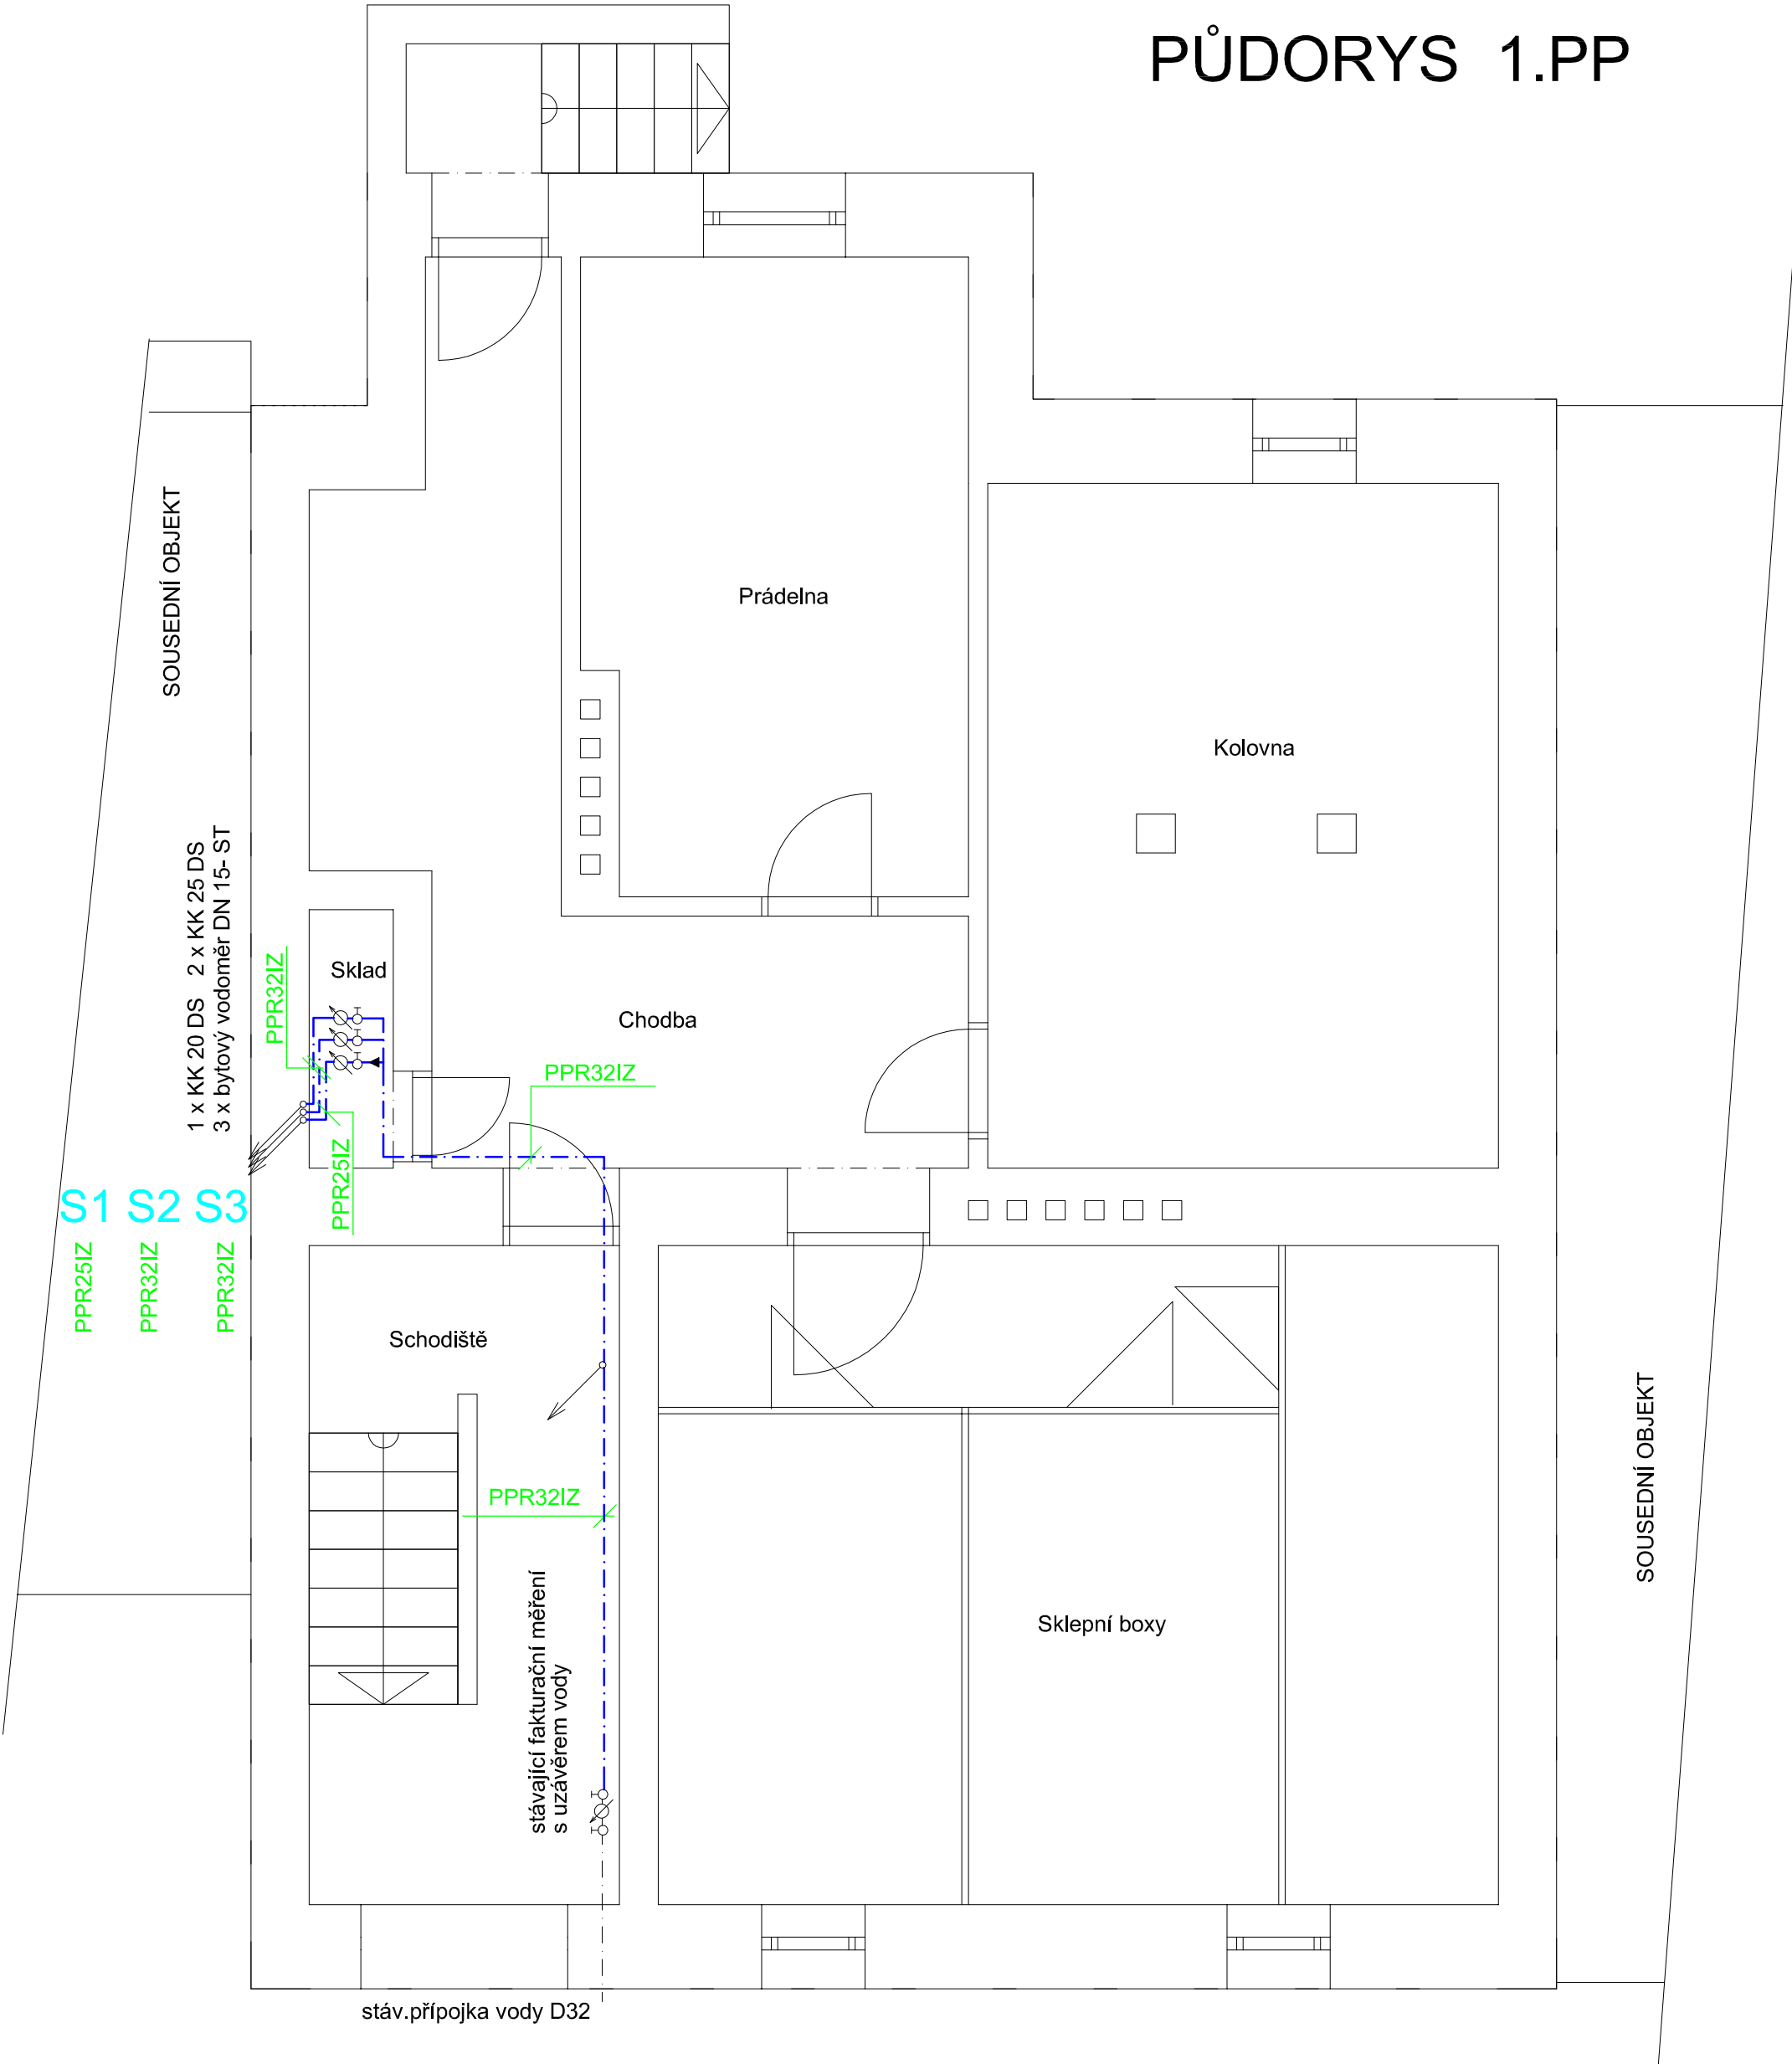 PŮDORYS 1.PP
SOUSEDNÍ OBJEKT
Prádelna
Kolovna
1 x KK 20 DS 2 x KK 25 DS
3 x bytový vodoměr DN 15- ST
PPR32IZ
Sklad
Chodba
PPR32IZ
PPR25IZ
S1 S2 S3
PPR25IZ
PPR32IZ
PPR32IZ
Schodiště
PPR32IZ
SOUSEDNÍ OBJEKT
stávající fakturační měření
s uzávěrem vody
Sklepní boxy
stáv.přípojka vody D32